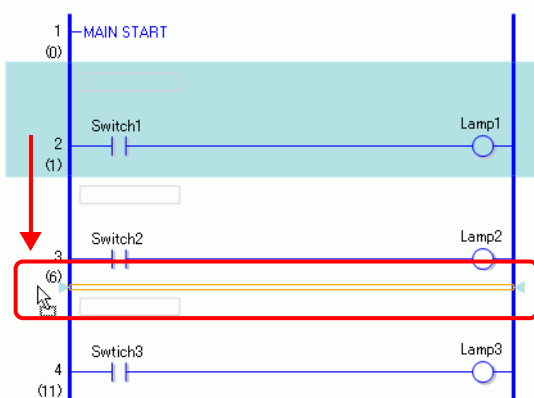 1 MAIN START
(0)
Switch1 Lamp1
2
(1)
Switch2 Lamp2
3
(6)
Swtich3 Lamp3
4
(11)